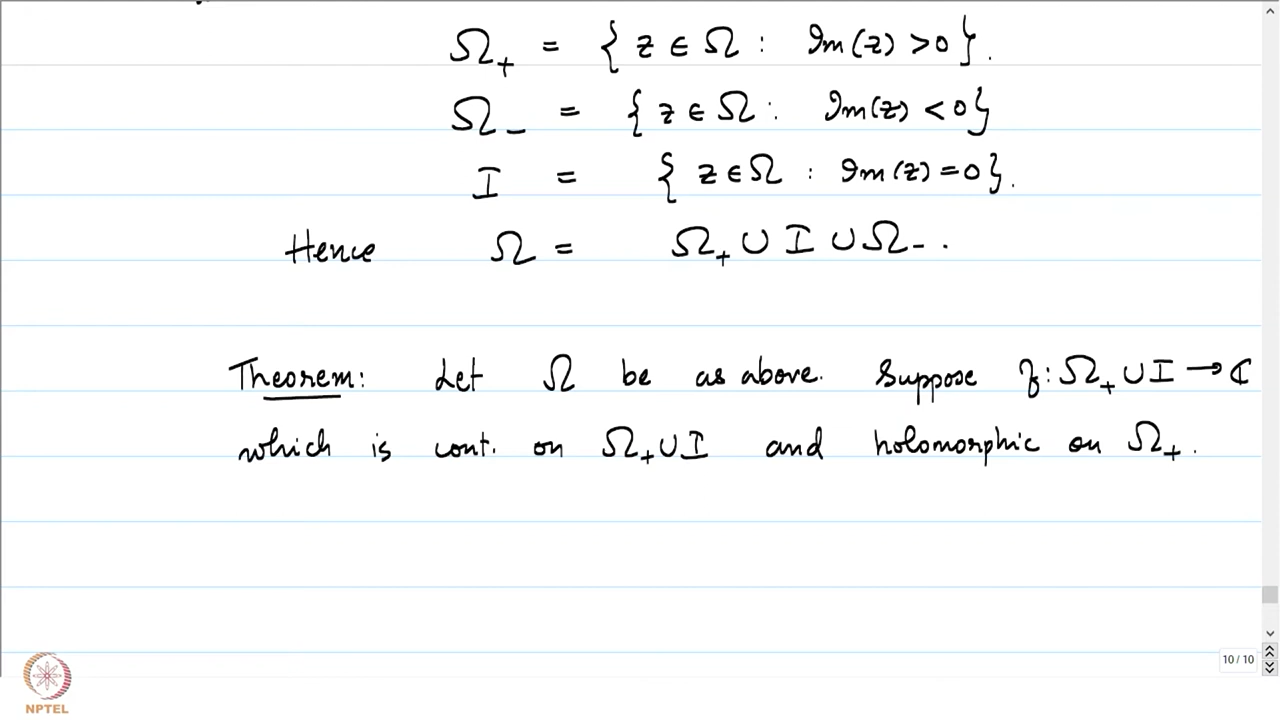 Ω₊ = { z ∈ Ω : Im(z) > 0 }.
Ω₋ = { z ∈ Ω : Im(z) < 0 }
I = { z ∈ Ω : Im(z) = 0 }.
Hence Ω = Ω₊ ∪ I ∪ Ω₋ .
Theorem: Let Ω be as above. Suppose f : Ω₊ ∪ I → ℂ
which is cont. on Ω₊ ∪ I and holomorphic on Ω₊ .
10 / 10
NPTEL